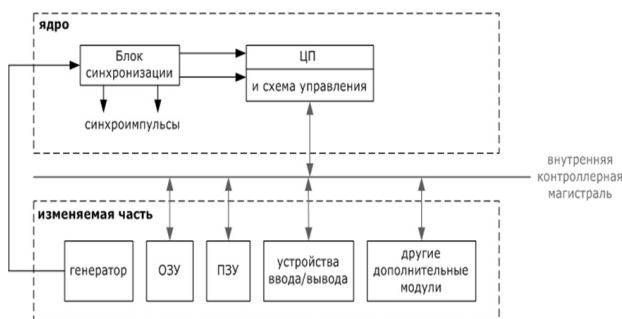 ядро
Блок
синхронизации
ЦП
и схема управления
синхроимпульсы
внутренняя
контроллерная
магистраль
изменяемая часть
генератор
ОЗУ
ПЗУ
устройства
ввода/вывода
другие
дополнительные
модули